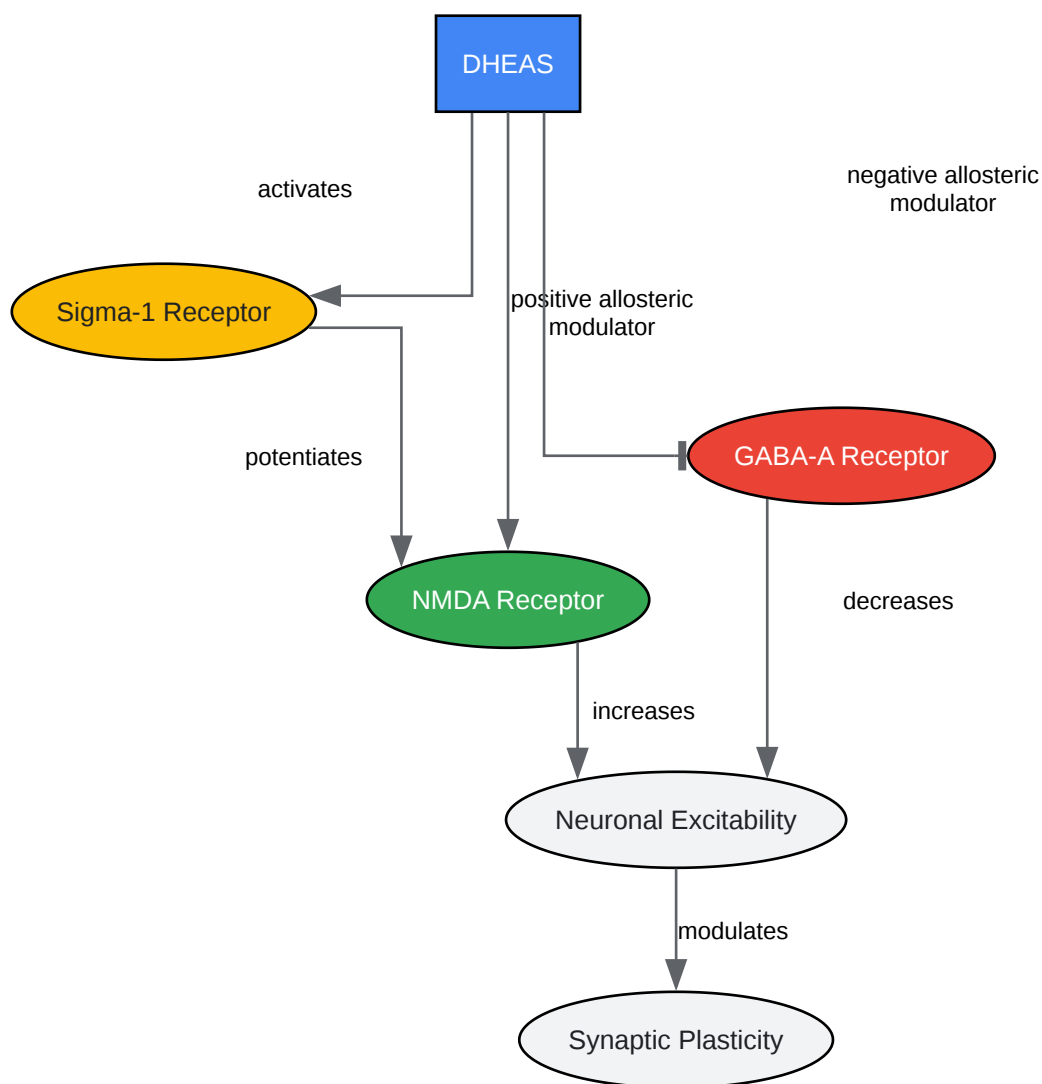 DHEAS
activates
negative allosteric
modulator
Sigma-1 Receptor
positive allosteric
modulator
potentiates
GABA-A Receptor
NMDA Receptor
decreases
increases
Neuronal Excitability
modulates
Synaptic Plasticity